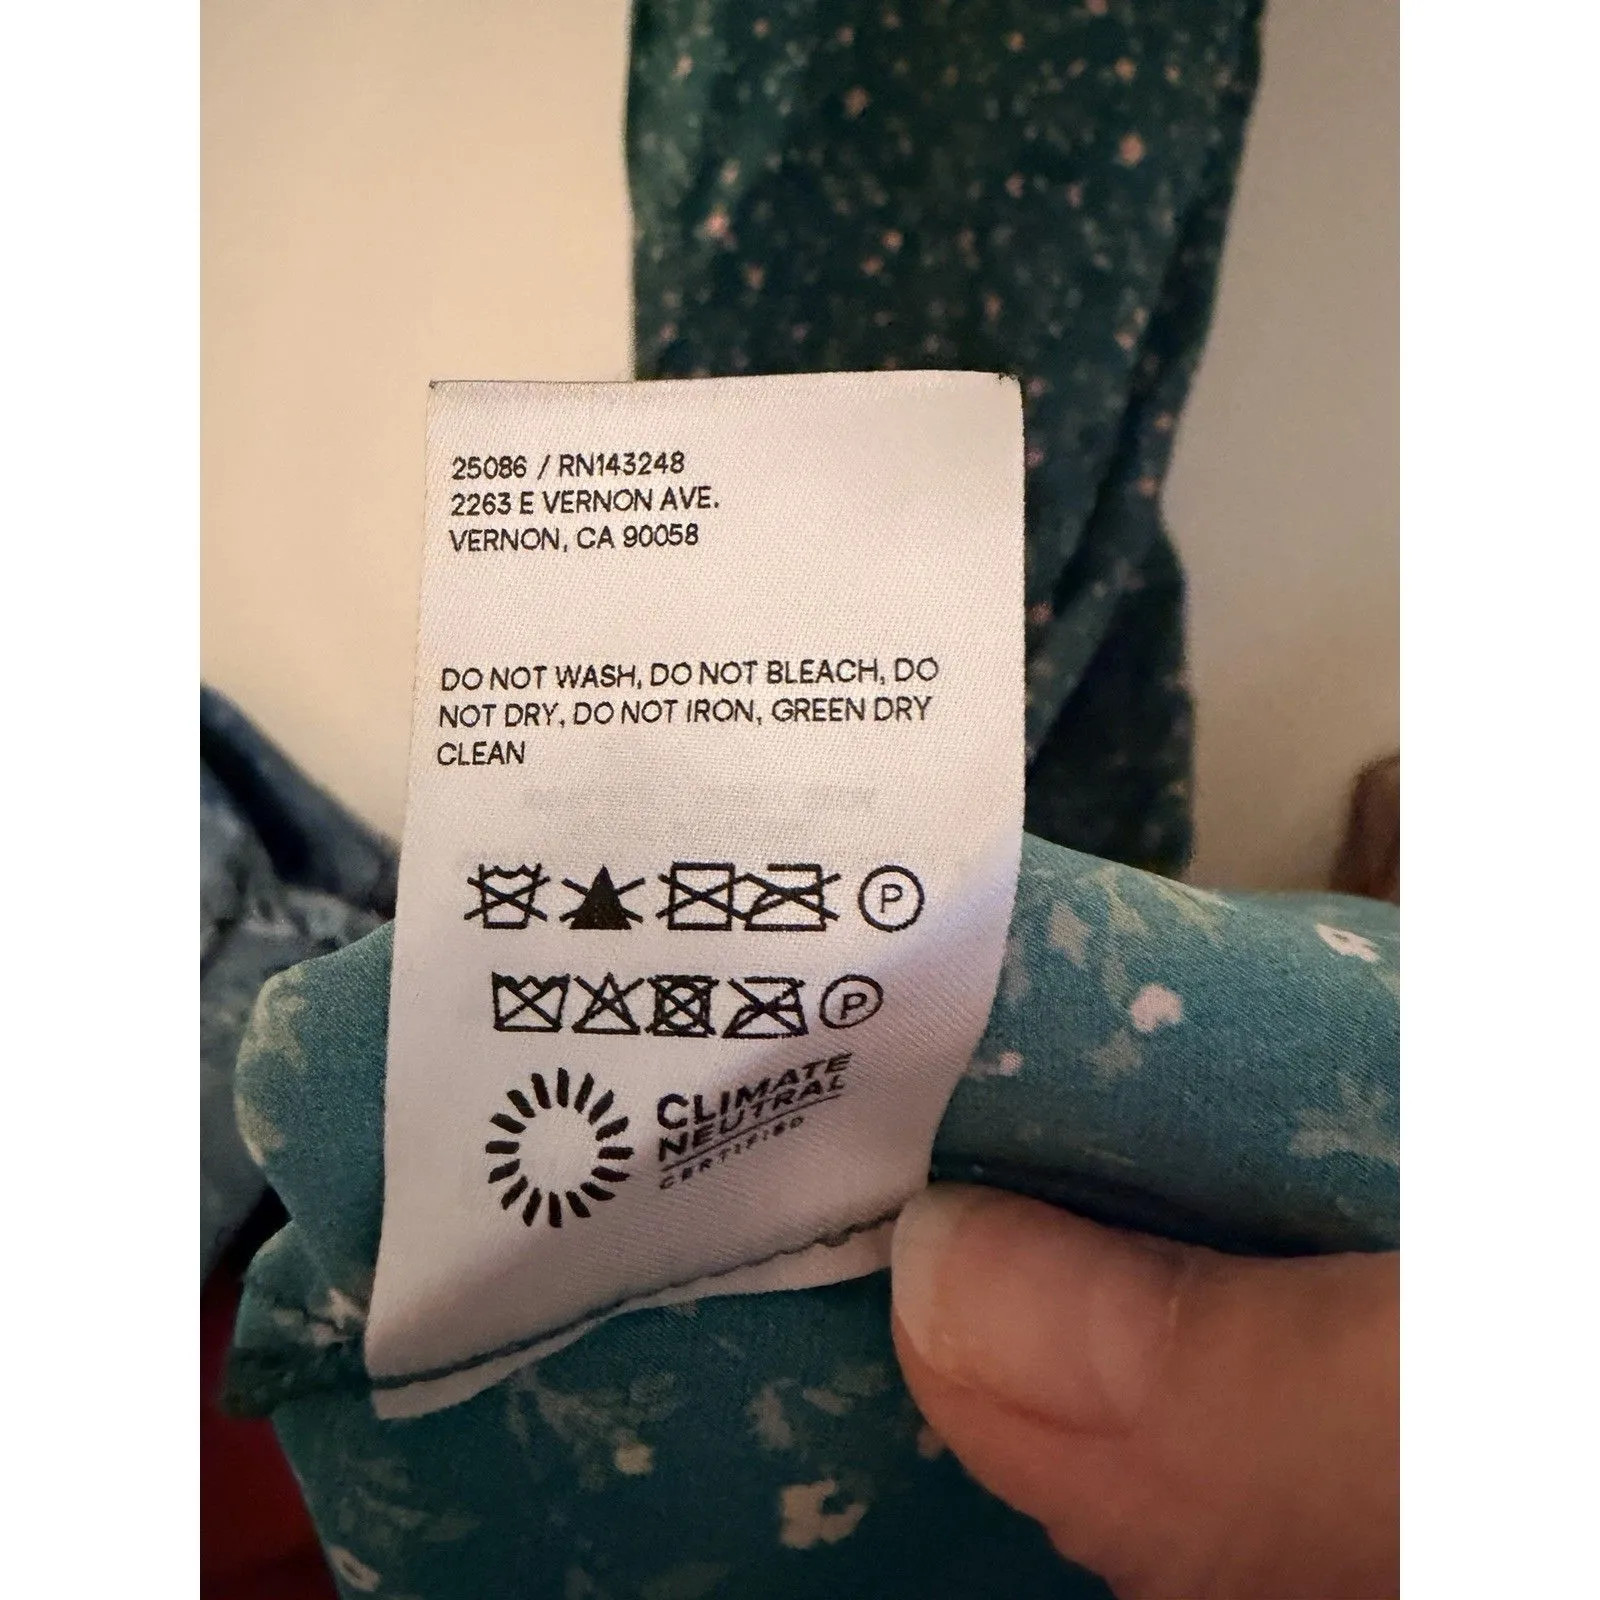 25086 / RN143248
2263 E VERNON AVE.
VERNON, CA 90058
DO NOT WASH, DO NOT BLEACH, DO
NOT DRY, DO NOT IRON, GREEN DRY
CLEAN
P
P
CLIMATE
NEUTRAL
CERTIFIED